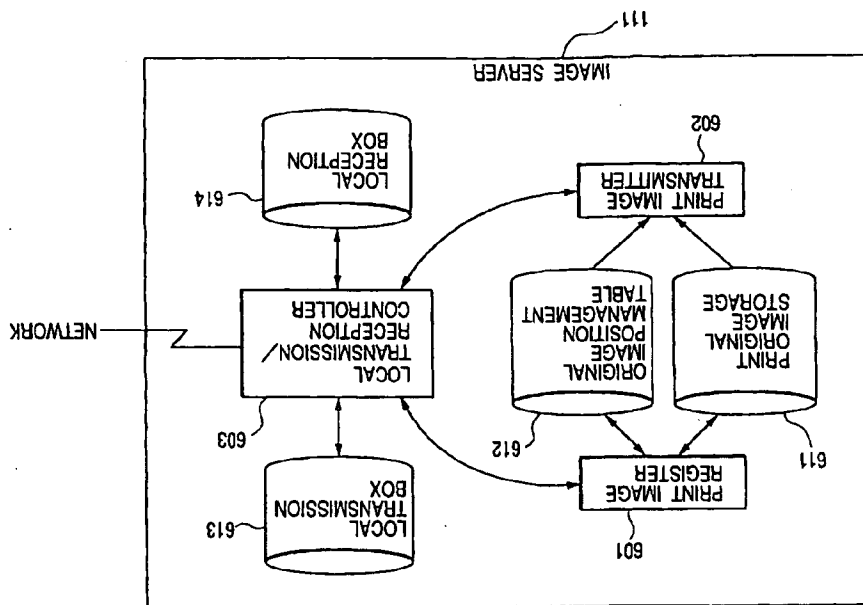 601
PRINT IMAGE
REGISTER
611
PRINT
ORIGINAL
IMAGE
STORAGE
612
ORIGINAL
IMAGE
POSITION
MANAGEMENT
TABLE
PRINT IMAGE
TRANSMITTER
602
613
LOCAL
TRANSMISSION
BOX
603
LOCAL
TRANSMISSION/
RECEPTION
CONTROLLER
614
LOCAL
RECEPTION
BOX
NETWORK
IMAGE SERVER
111